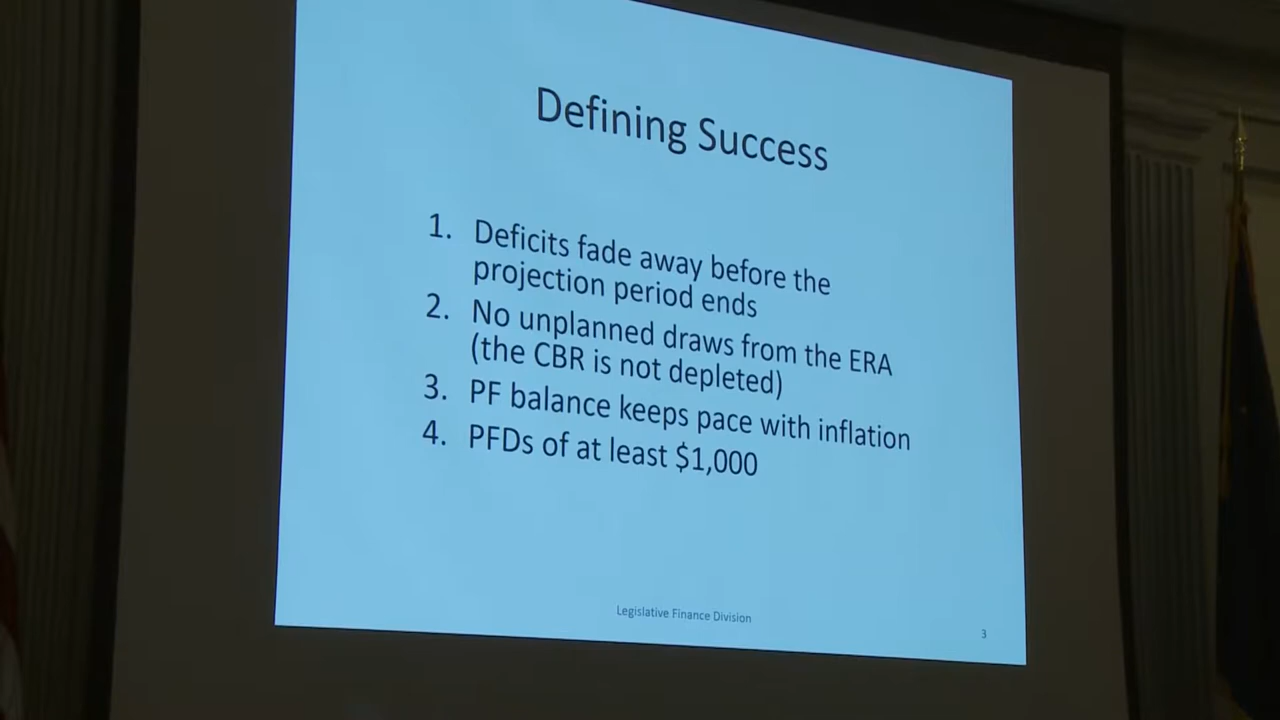 Defining Success
1. Deficits fade away before the
projection period ends
2. No unplanned draws from the ERA
(the CBR is not depleted)
3. PF balance keeps pace with inflation
4. PFDs of at least $1,000
Legislative Finance Division
3